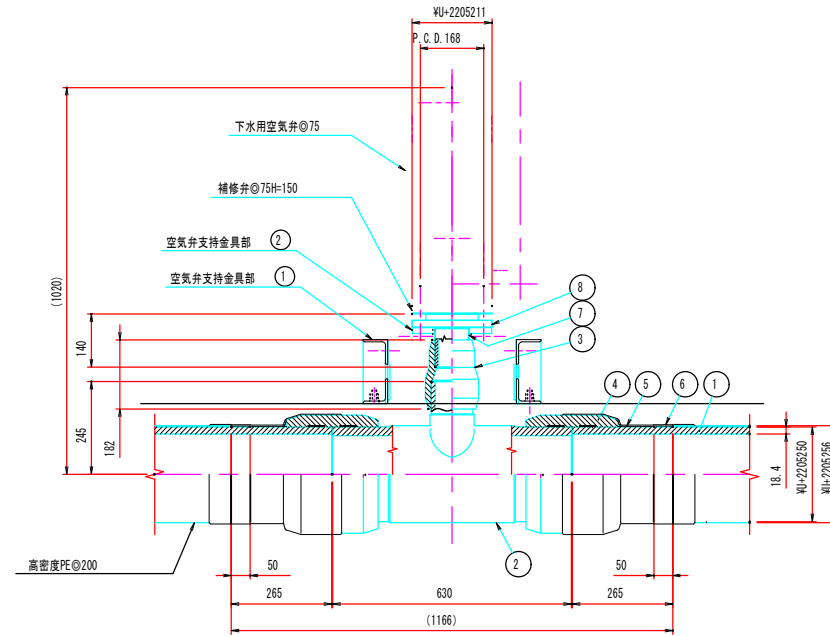 ¥U+2205211
P.C.D.168
下水用空気弁◎75
補修弁◎75H=150
空気弁支持金具部 2
空気弁支持金具部 1
(1020)
140
245
182
8
7
3
4
5
6
1
18.4
¥U+2205250
¥U+2205256
高密度PE◎200
2
50
50
265
630
265
(1166)